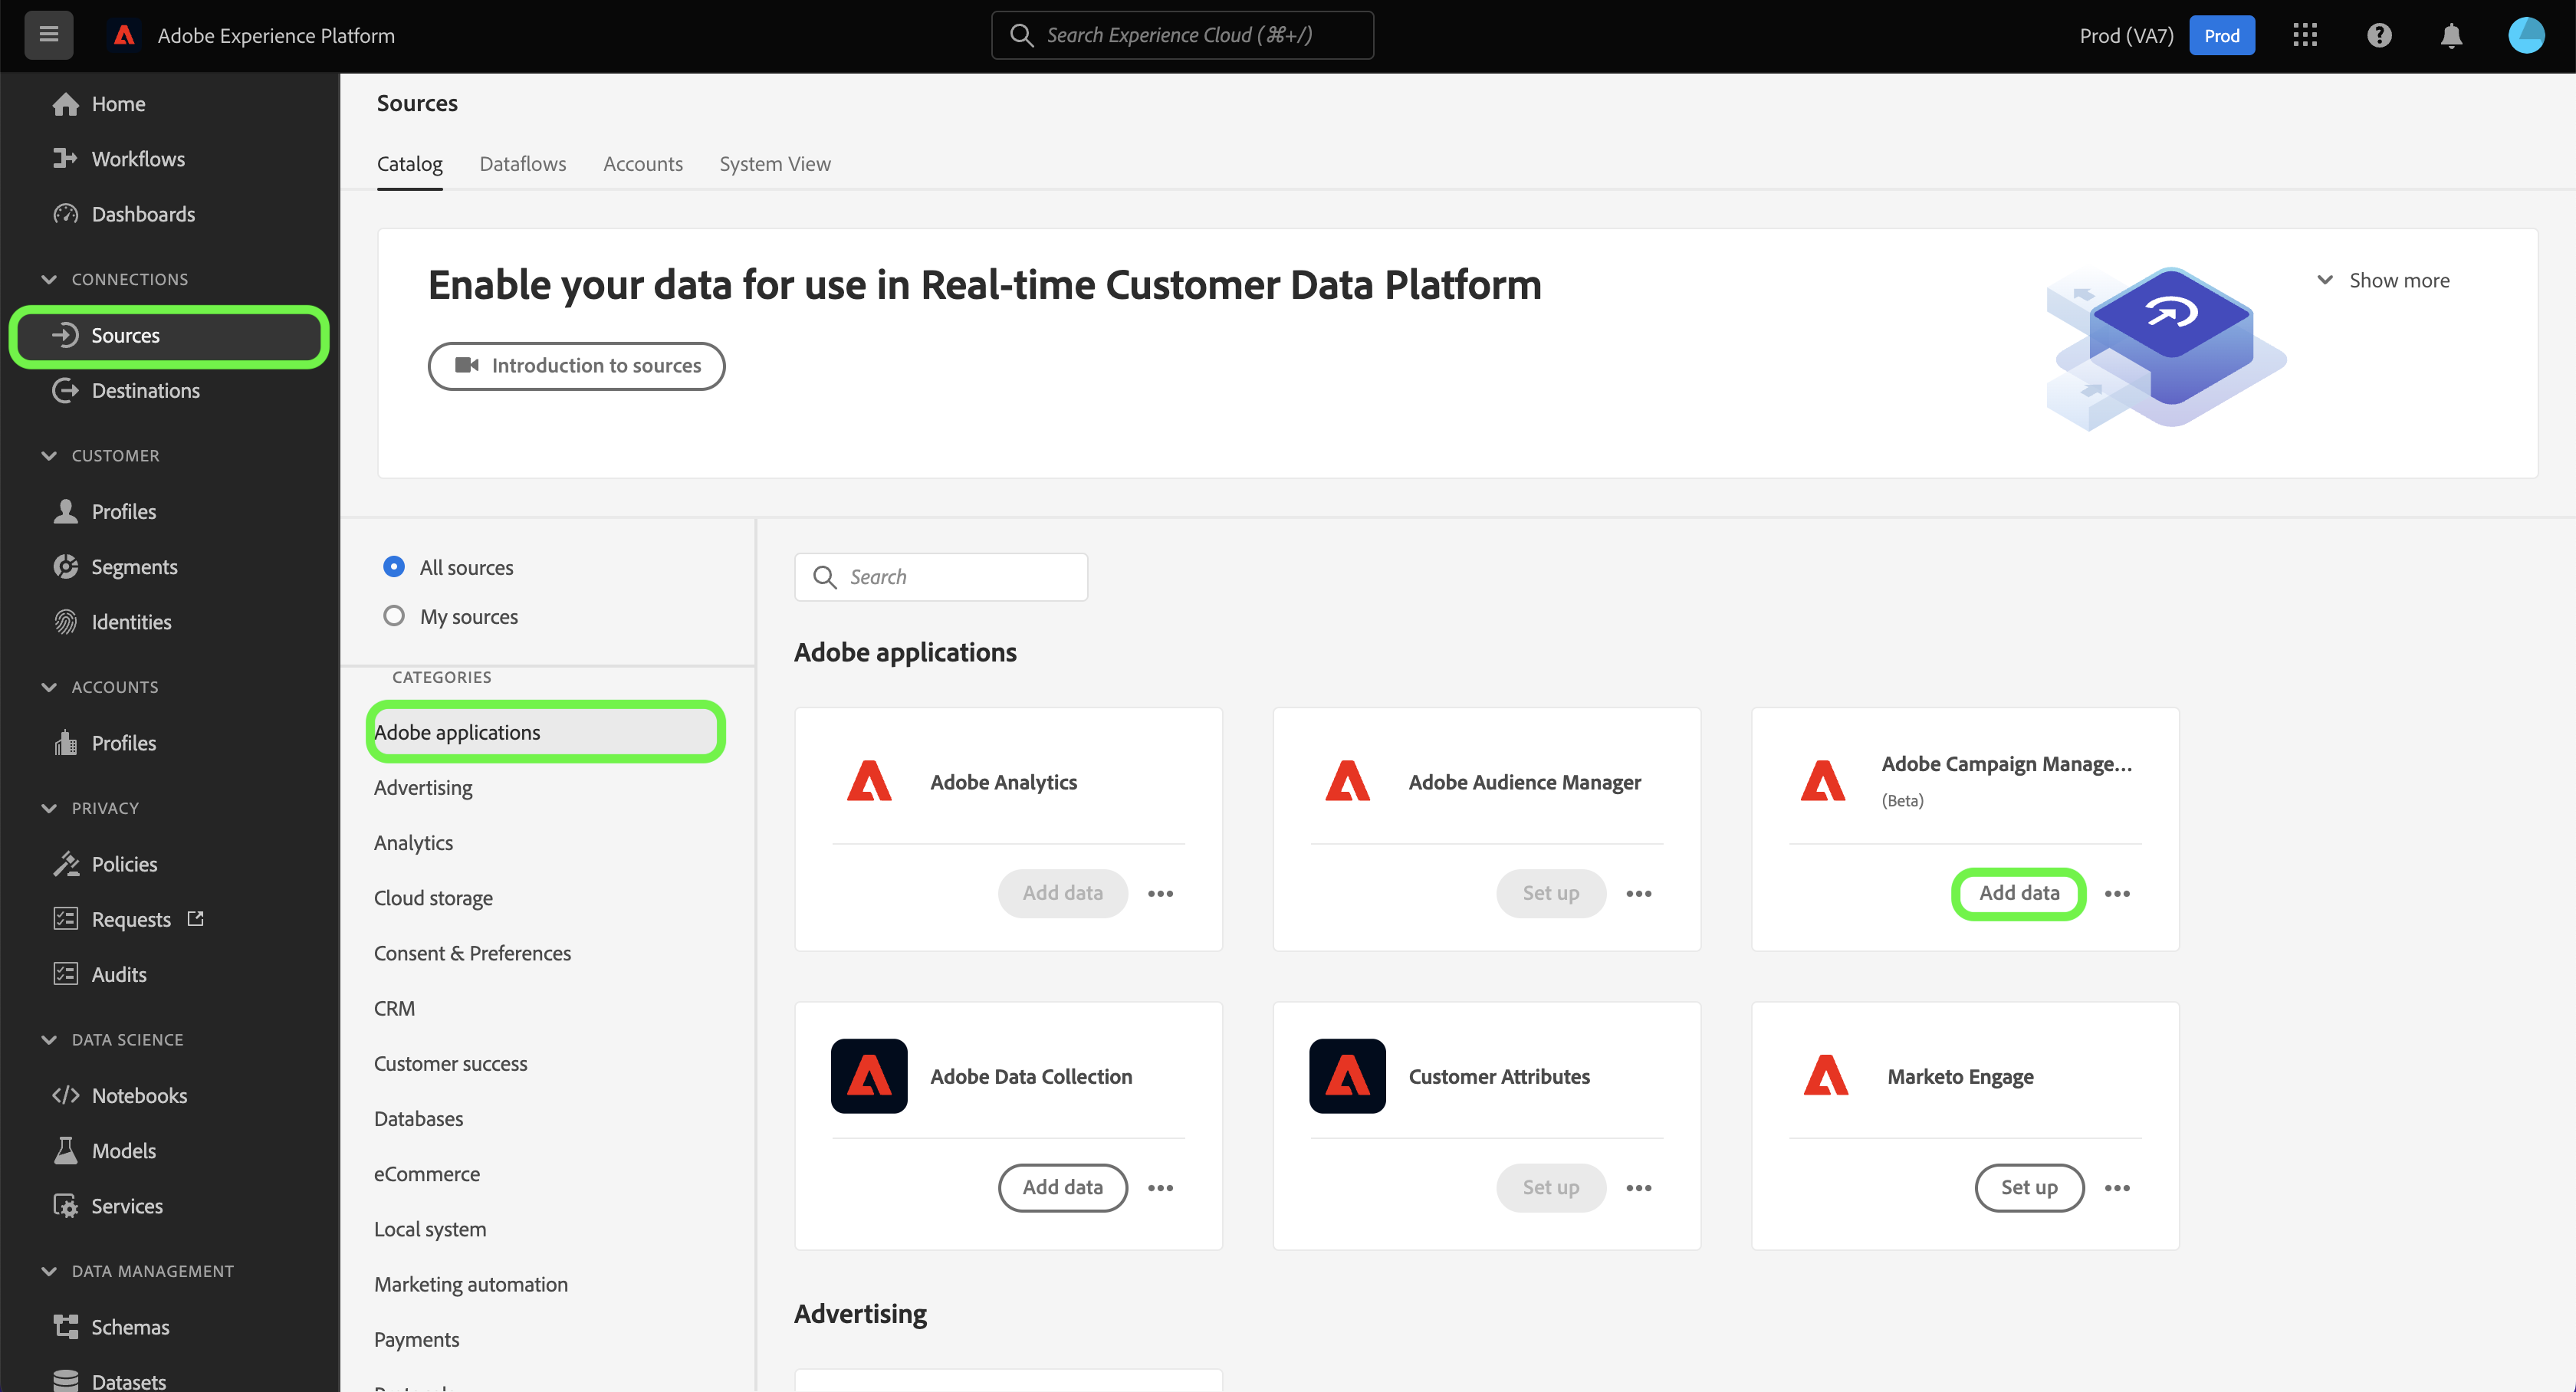 Adobe Experience Platform
Search Experience Cloud (⌘+/)
Prod (VA7)
Prod
Home
Workflows
Dashboards
CONNECTIONS
Sources
Destinations
CUSTOMER
Profiles
Segments
Identities
ACCOUNTS
Profiles
PRIVACY
Policies
Requests
Audits
DATA SCIENCE
Notebooks
Models
Services
DATA MANAGEMENT
Schemas
Datasets
Sources
Catalog Dataflows Accounts System View
Enable your data for use in Real-time Customer Data Platform
Show more
Introduction to sources
All sources
My sources
CATEGORIES
Adobe applications
Advertising
Analytics
Cloud storage
Consent & Preferences
CRM
Customer success
Databases
eCommerce
Local system
Marketing automation
Payments
Search
Adobe applications
Adobe Analytics
Add data
Adobe Audience Manager
Set up
Adobe Campaign Manage...
(Beta)
Add data
Adobe Data Collection
Add data
Customer Attributes
Set up
Marketo Engage
Set up
Advertising